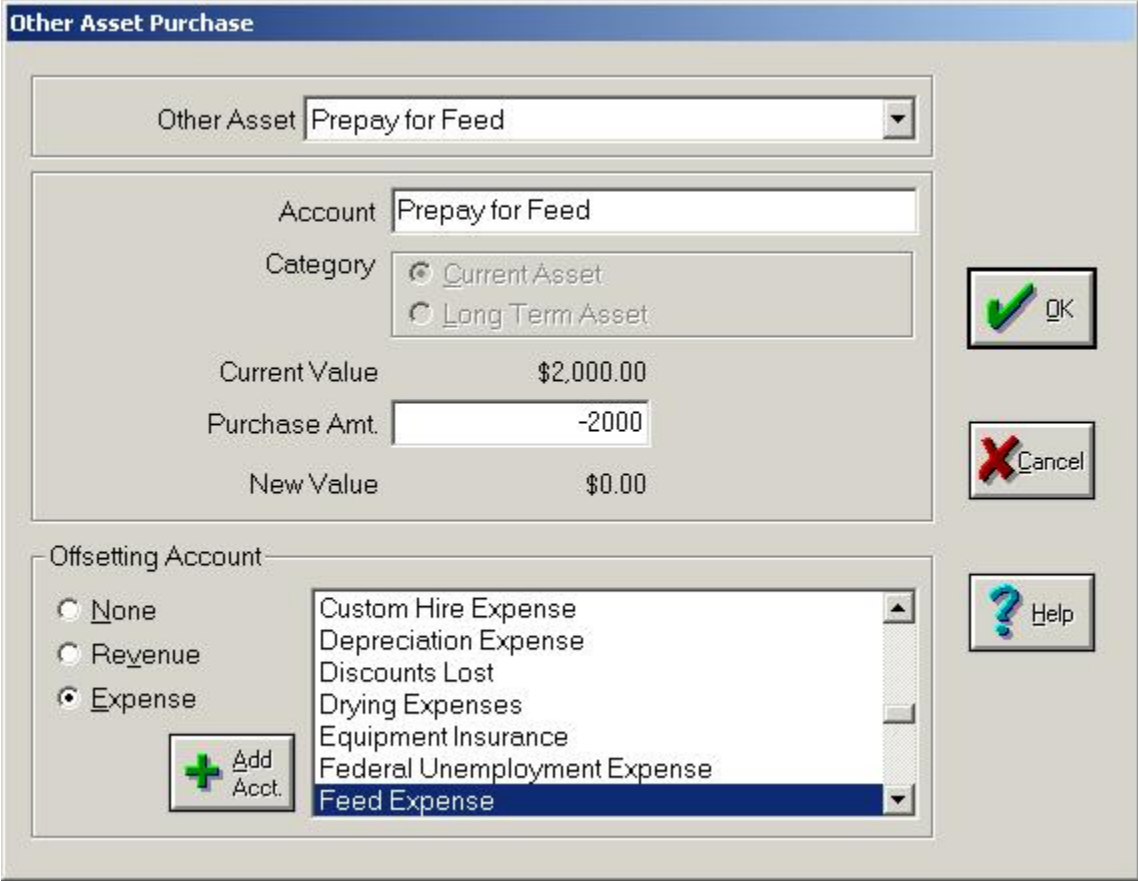 Other Asset Purchase
Other Asset Prepay for Feed
Account Prepay for Feed
Category
Current Asset
Long Term Asset
Current Value $2,000.00
Purchase Amt. -2000
New Value $0.00
OK
Cancel
Help
Offsetting Account
None
Revenue
Expense
Add
Acct.
Custom Hire Expense
Depreciation Expense
Discounts Lost
Drying Expenses
Equipment Insurance
Federal Unemployment Expense
Feed Expense